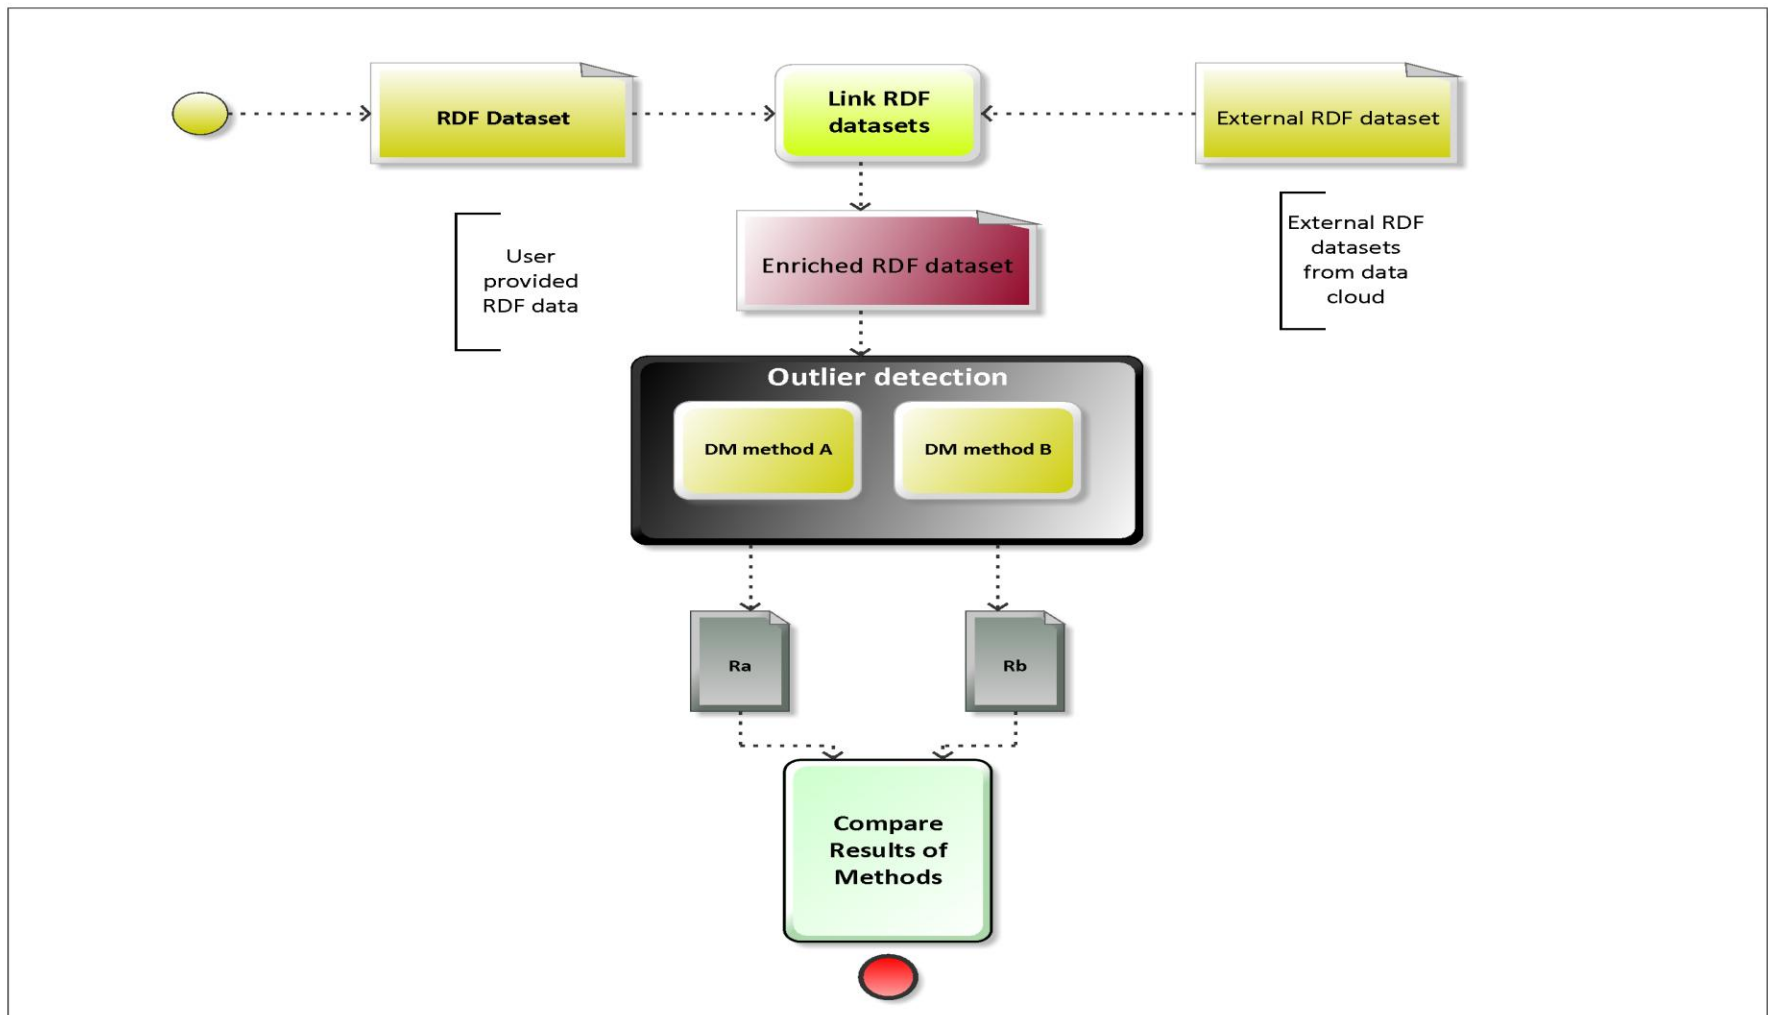 RDF Dataset
Link RDF
datasets
External RDF dataset
User
provided
RDF data
Enriched RDF dataset
External RDF
datasets
from data
cloud
Outlier detection
DM method A
DM method B
Ra
Rb
Compare
Results of
Methods